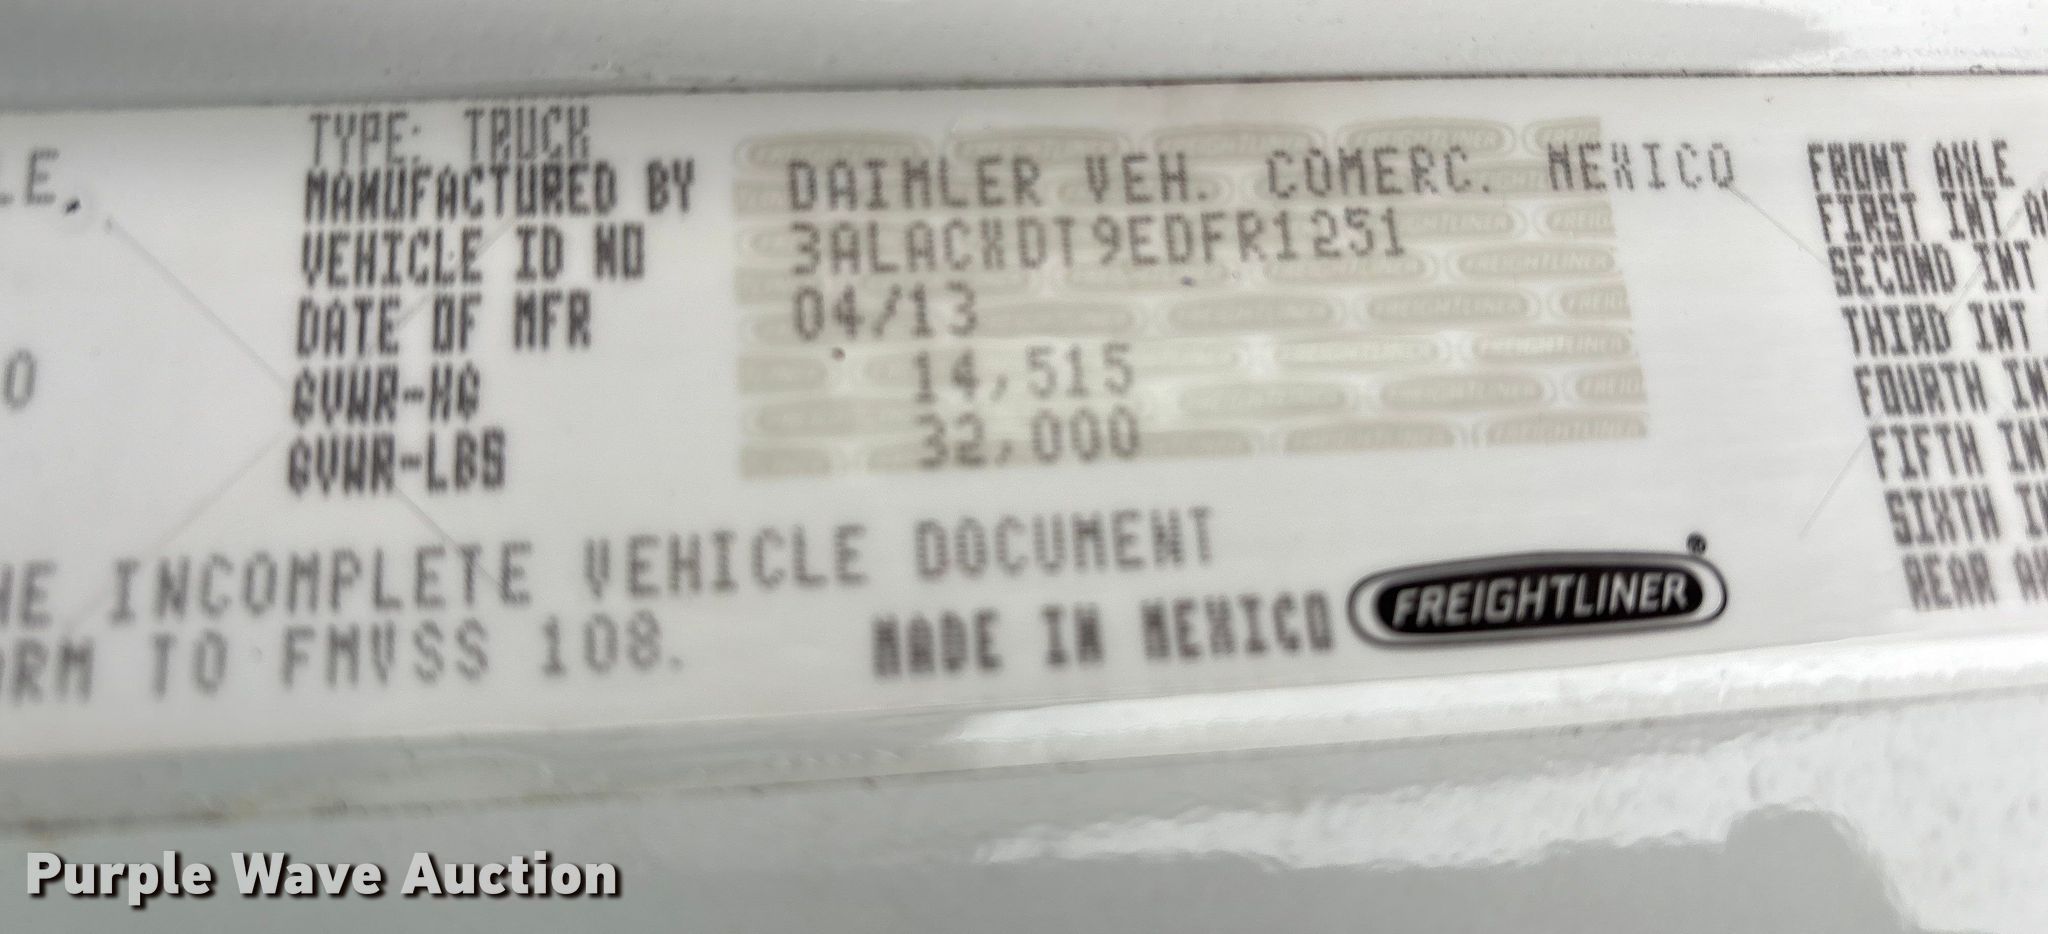 LE,
TYPE: TRUCK
MANUFACTURED BY DAIMLER VEH. COMERC. MEXICO
VEHICLE ID NO 3ALACXDT9EDFR1251
DATE OF MFR 04/13
0 GVWR-KG 14,515
GVWR-LBS 32,000
HE INCOMPLETE VEHICLE DOCUMENT
ORM TO FMVSS 108.
MADE IN MEXICO FREIGHTLINER®
FRONT AXLE
FIRST INT A
SECOND INT
THIRD INT
FOURTH IN
FIFTH IN
SIXTH IN
REAR A
Purple Wave Auction